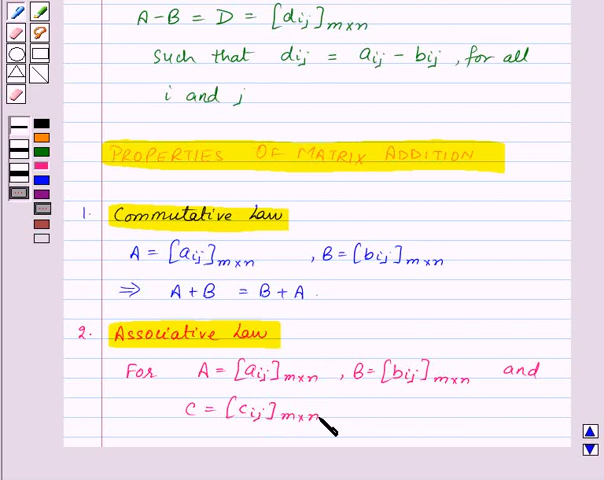 A - B = D = [dij]m×n
such that dij = aij - bij, for all
i and j
PROPERTIES OF MATRIX ADDITION
1. Commutative Law
A = [aij]m×n , B = [bij]m×n
⇒ A + B = B + A .
2. Associative Law
For A = [aij]m×n , B = [bij]m×n and
C = [cij]m×n